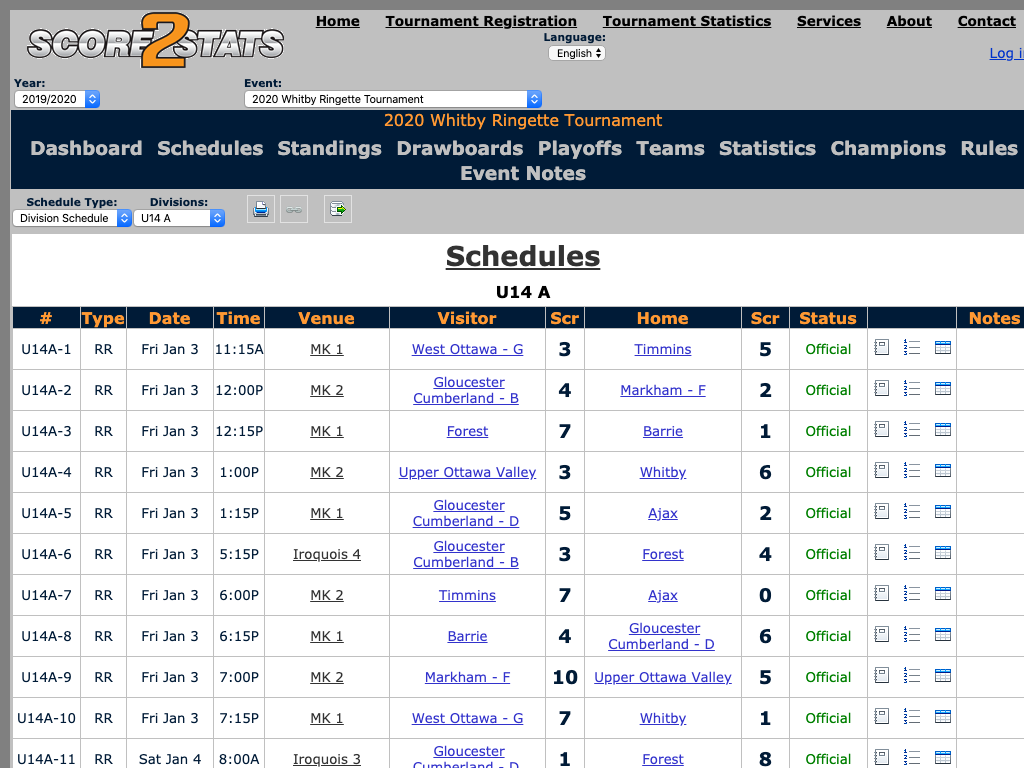 SCORE2STATS
Home Tournament Registration Tournament Statistics Services About Contact
Language:
English
Log in
Year: Event:
2019/2020 2020 Whitby Ringette Tournament
2020 Whitby Ringette Tournament
Dashboard Schedules Standings Drawboards Playoffs Teams Statistics Champions Rules
Event Notes
Schedule Type: Divisions:
Division Schedule U14 A
Schedules
U14 A
# Type Date Time Venue Visitor Scr Home Scr Status Notes
U14A-1 RR Fri Jan 3 11:15A MK 1 West Ottawa - G 3 Timmins 5 Official
U14A-2 RR Fri Jan 3 12:00P MK 2 Gloucester Cumberland - B 4 Markham - F 2 Official
U14A-3 RR Fri Jan 3 12:15P MK 1 Forest 7 Barrie 1 Official
U14A-4 RR Fri Jan 3 1:00P MK 2 Upper Ottawa Valley 3 Whitby 6 Official
U14A-5 RR Fri Jan 3 1:15P MK 1 Gloucester Cumberland - D 5 Ajax 2 Official
U14A-6 RR Fri Jan 3 5:15P Iroquois 4 Gloucester Cumberland - B 3 Forest 4 Official
U14A-7 RR Fri Jan 3 6:00P MK 2 Timmins 7 Ajax 0 Official
U14A-8 RR Fri Jan 3 6:15P MK 1 Barrie 4 Gloucester Cumberland - D 6 Official
U14A-9 RR Fri Jan 3 7:00P MK 2 Markham - F 10 Upper Ottawa Valley 5 Official
U14A-10 RR Fri Jan 3 7:15P MK 1 West Ottawa - G 7 Whitby 1 Official
U14A-11 RR Sat Jan 4 8:00A Iroquois 3 Gloucester Cumberland - D 1 Forest 8 Official